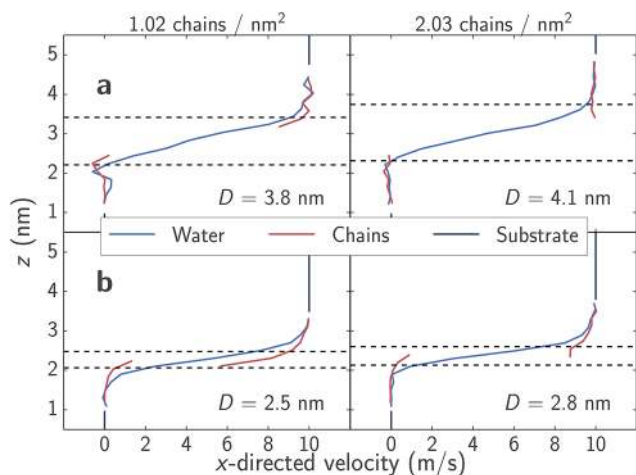 1.02 chains / nm² 2.03 chains / nm²
5
4
3
2
1
a
D = 3.8 nm D = 4.1 nm
Water Chains Substrate
z (nm)
5
4
3
2
1
b
D = 2.5 nm D = 2.8 nm
0 2 4 6 8 10 0 2 4 6 8 10
x-directed velocity (m/s)